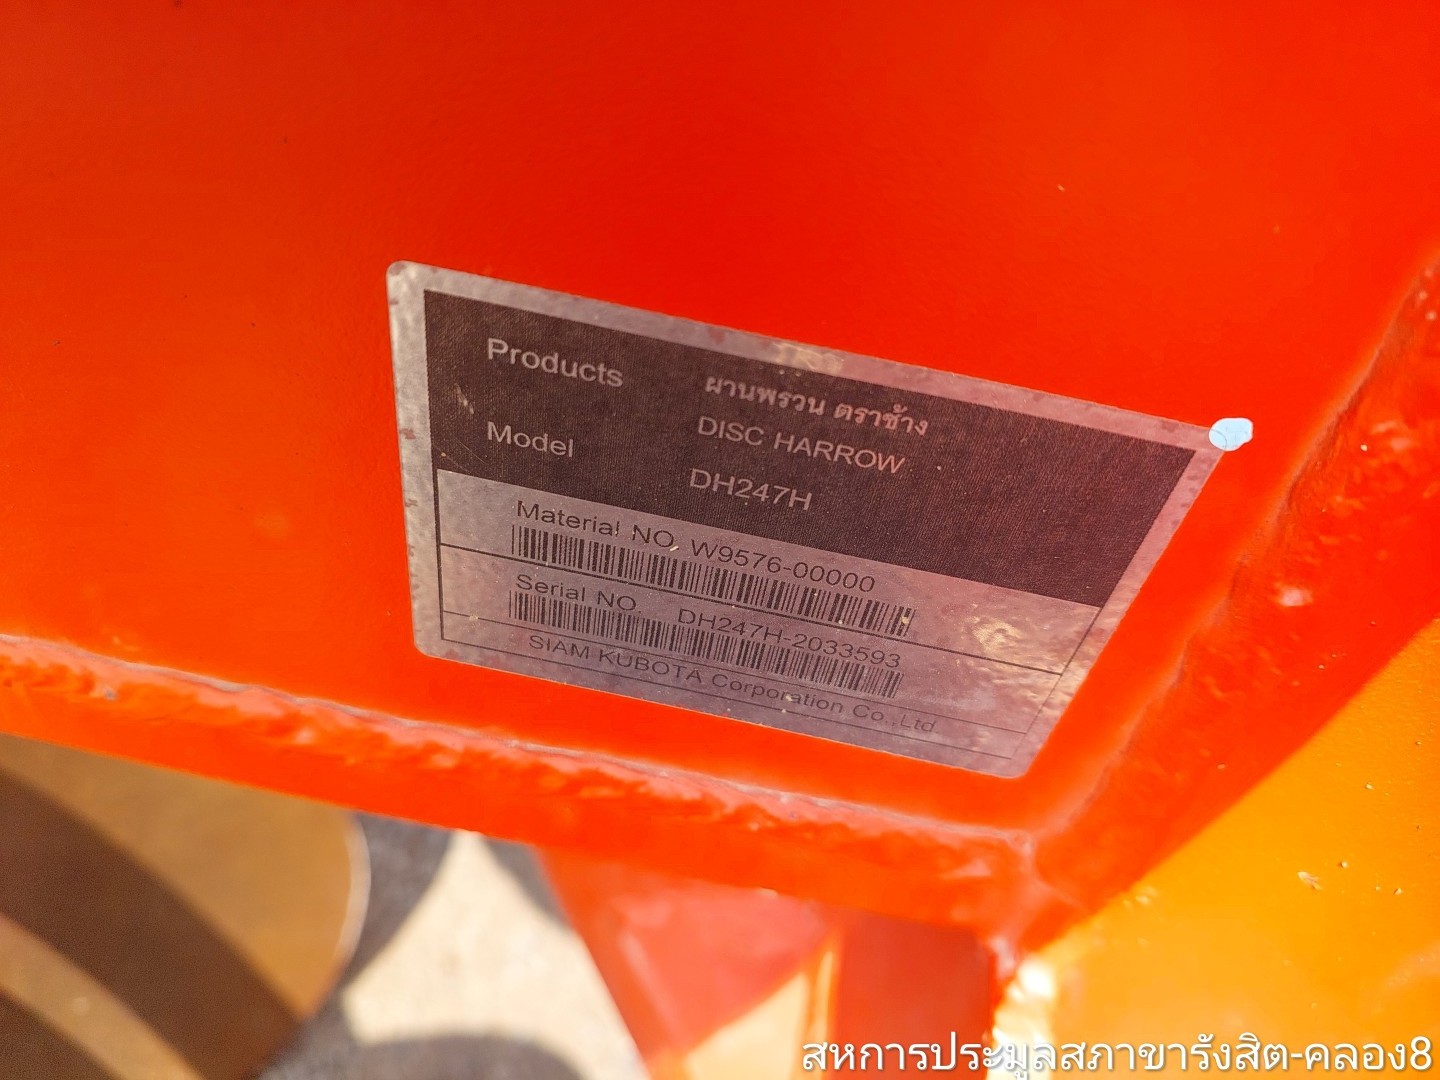 Products ผานพรวน ตราช้าง
DISC HARROW
Model DH247H
Material NO. W9576-00000
Serial NO. DH247H-2033593
SIAM KUBOTA Corporation Co.,Ltd.
สหการประมูลสภาขารังสิต-คลอง8